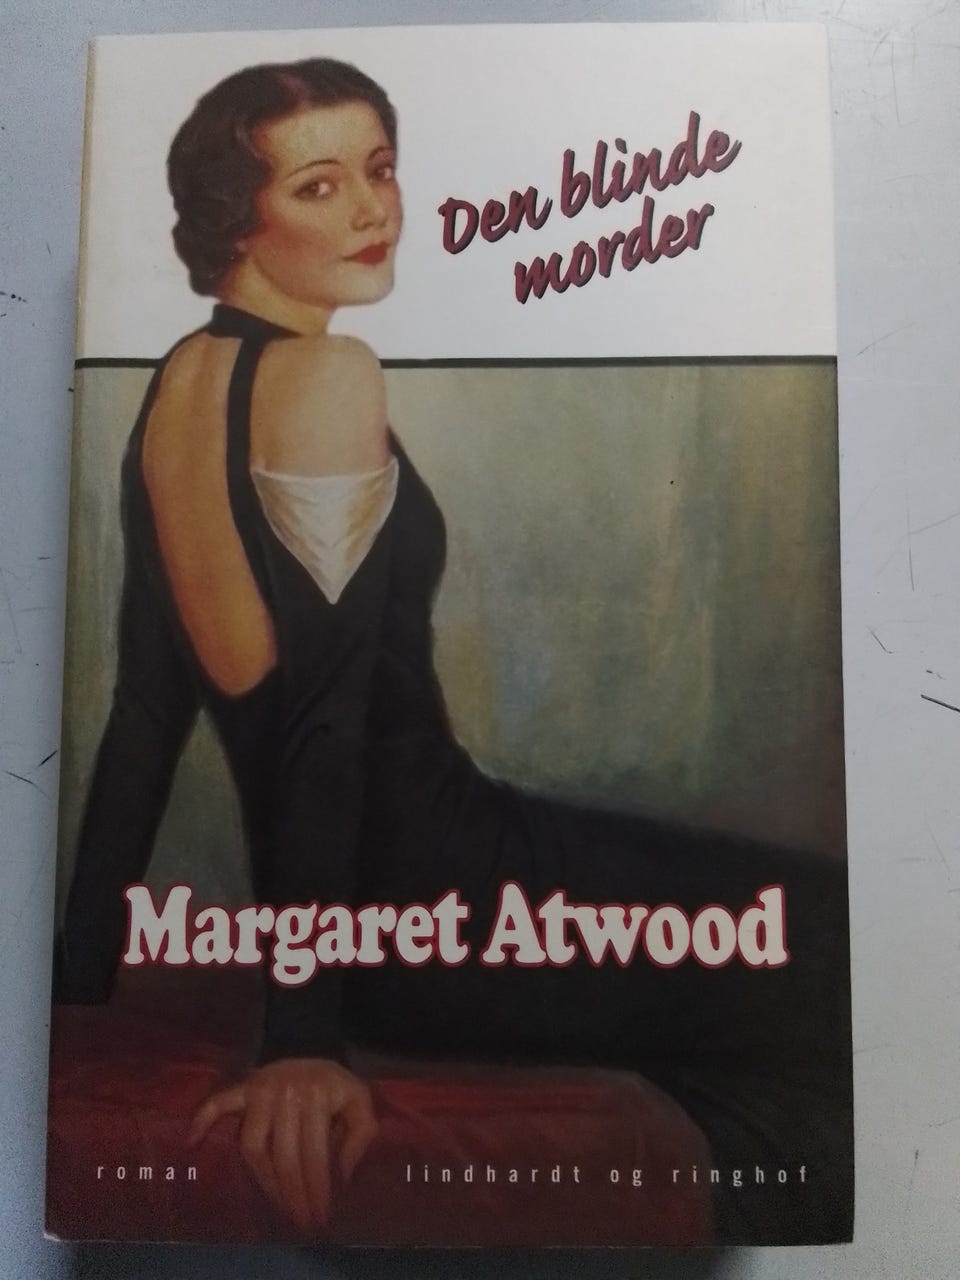 Den blinde
morder
Margaret Atwood
roman lindhardt og ringhof